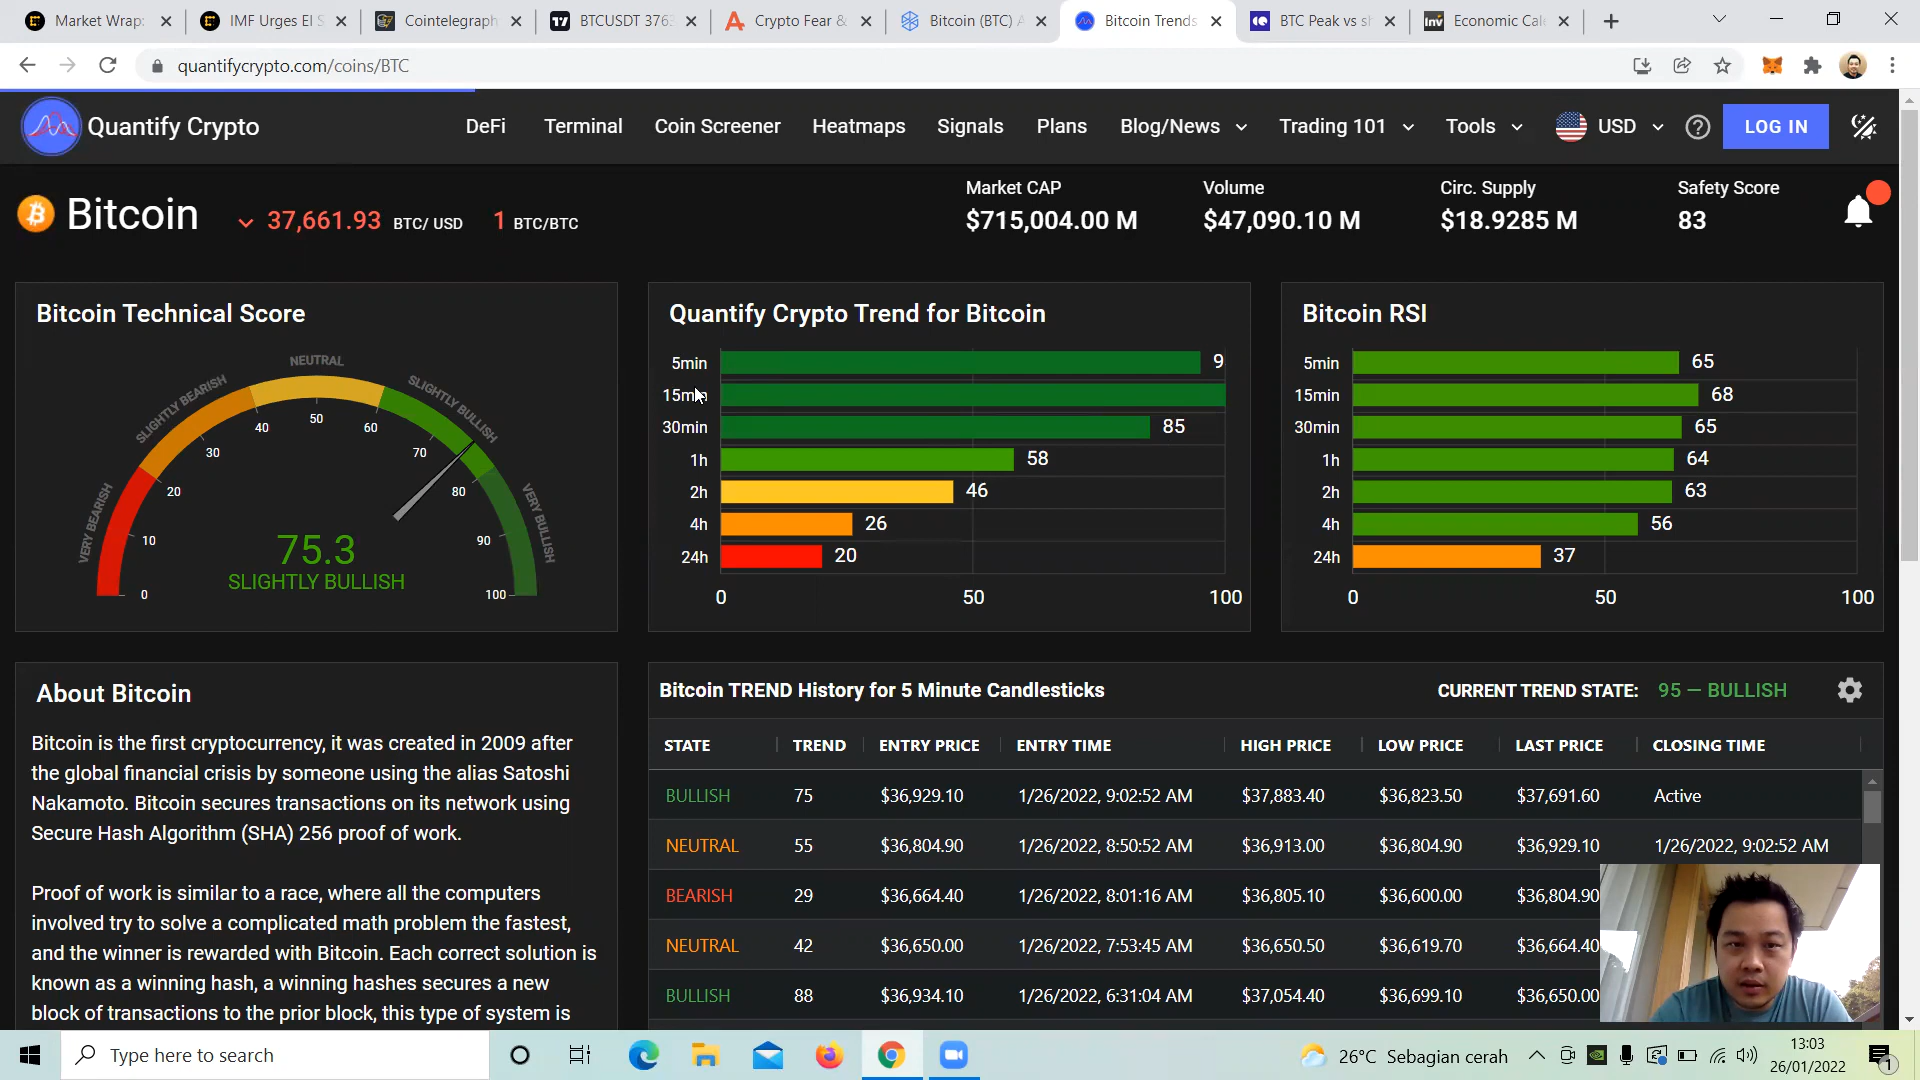 Market Wrap:
IMF Urges El S
Cointelegraph
BTCUSDT 376
Crypto Fear &
Bitcoin (BTC) A
Bitcoin Trends
BTC Peak vs s
Inv Economic Cal
quantifycrypto.com/coins/BTC
Quantify Crypto
DeFi
Terminal
Coin Screener
Heatmaps
Signals
Plans
Blog/News
Trading 101
Tools
USD
LOG IN
Bitcoin
37,661.93 BTC/ USD 1 BTC/BTC
Market CAP
$715,004.00 M
Volume
$47,090.10 M
Circ. Supply
$18.9285 M
Safety Score
83
Bitcoin Technical Score
VERY BEARISH
SLIGHTLY BEARISH
NEUTRAL
SLIGHTLY BULLISH
VERY BULLISH
0
10
20
30
40
50
60
70
80
90
100
75.3
SLIGHTLY BULLISH
Quantify Crypto Trend for Bitcoin
5min 9
15min
30min 85
1h 58
2h 46
4h 26
24h 20
0 50 100
Bitcoin RSI
5min 65
15min 68
30min 65
1h 64
2h 63
4h 56
24h 37
0 50 100
About Bitcoin
Bitcoin is the first cryptocurrency, it was created in 2009 after
the global financial crisis by someone using the alias Satoshi
Nakamoto. Bitcoin secures transactions on its network using
Secure Hash Algorithm (SHA) 256 proof of work.
Proof of work is similar to a race, where all the computers
involved try to solve a complicated math problem the fastest,
and the winner is rewarded with Bitcoin. Each correct solution is
known as a winning hash, a winning hashes secures a new
block of transactions to the prior block, this type of system is
Bitcoin TREND History for 5 Minute Candlesticks
CURRENT TREND STATE: 95 — BULLISH
STATE TREND ENTRY PRICE ENTRY TIME HIGH PRICE LOW PRICE LAST PRICE CLOSING TIME
BULLISH 75 $36,929.10 1/26/2022, 9:02:52 AM $37,883.40 $36,823.50 $37,691.60 Active
NEUTRAL 55 $36,804.90 1/26/2022, 8:50:52 AM $36,913.00 $36,804.90 $36,929.10 1/26/2022, 9:02:52 AM
BEARISH 29 $36,664.40 1/26/2022, 8:01:16 AM $36,805.10 $36,600.00 $36,804.90
NEUTRAL 42 $36,650.00 1/26/2022, 7:53:45 AM $36,650.50 $36,619.70 $36,664.40
BULLISH 88 $36,934.10 1/26/2022, 6:31:04 AM $37,054.40 $36,699.10 $36,650.00
Type here to search
26°C Sebagian cerah
13:03
26/01/2022
1